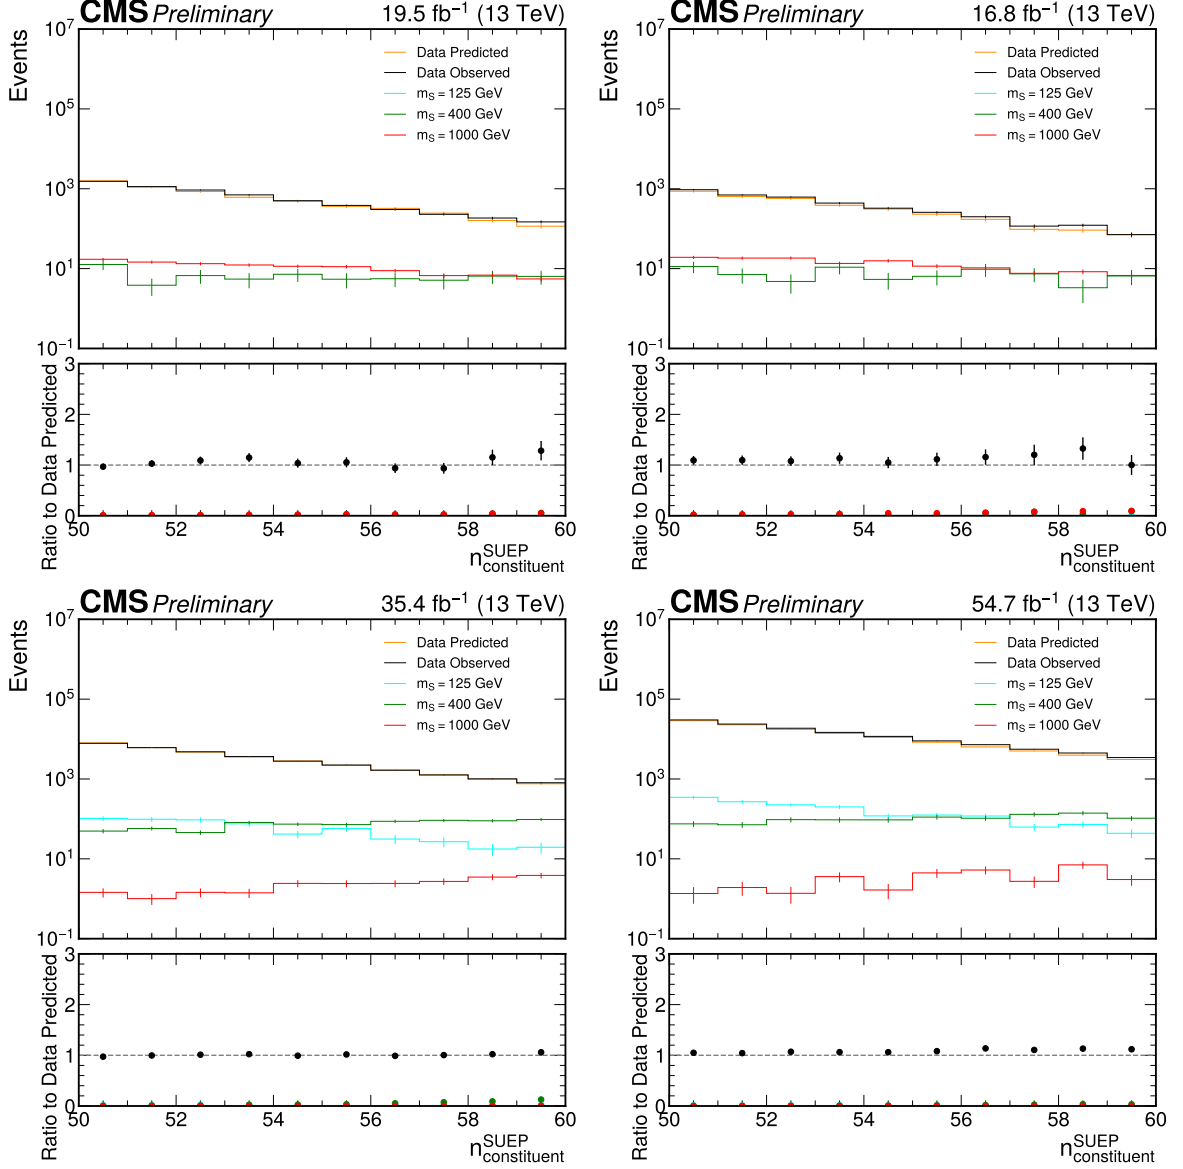 CMS Preliminary 19.5 fb⁻¹ (13 TeV)
Events
10⁷
10⁵
10³
10¹
10⁻¹
Data Predicted
Data Observed
m_S = 125 GeV
m_S = 400 GeV
m_S = 1000 GeV
Ratio to Data Predicted
3
2
1
0
50 52 54 56 58 60
n^SUEP_constituent
CMS Preliminary 16.8 fb⁻¹ (13 TeV)
Events
10⁷
10⁵
10³
10¹
10⁻¹
Data Predicted
Data Observed
m_S = 125 GeV
m_S = 400 GeV
m_S = 1000 GeV
Ratio to Data Predicted
3
2
1
0
50 52 54 56 58 60
n^SUEP_constituent
CMS Preliminary 35.4 fb⁻¹ (13 TeV)
Events
10⁷
10⁵
10³
10¹
10⁻¹
Data Predicted
Data Observed
m_S = 125 GeV
m_S = 400 GeV
m_S = 1000 GeV
Ratio to Data Predicted
3
2
1
0
50 52 54 56 58 60
n^SUEP_constituent
CMS Preliminary 54.7 fb⁻¹ (13 TeV)
Events
10⁷
10⁵
10³
10¹
10⁻¹
Data Predicted
Data Observed
m_S = 125 GeV
m_S = 400 GeV
m_S = 1000 GeV
Ratio to Data Predicted
3
2
1
0
50 52 54 56 58 60
n^SUEP_constituent